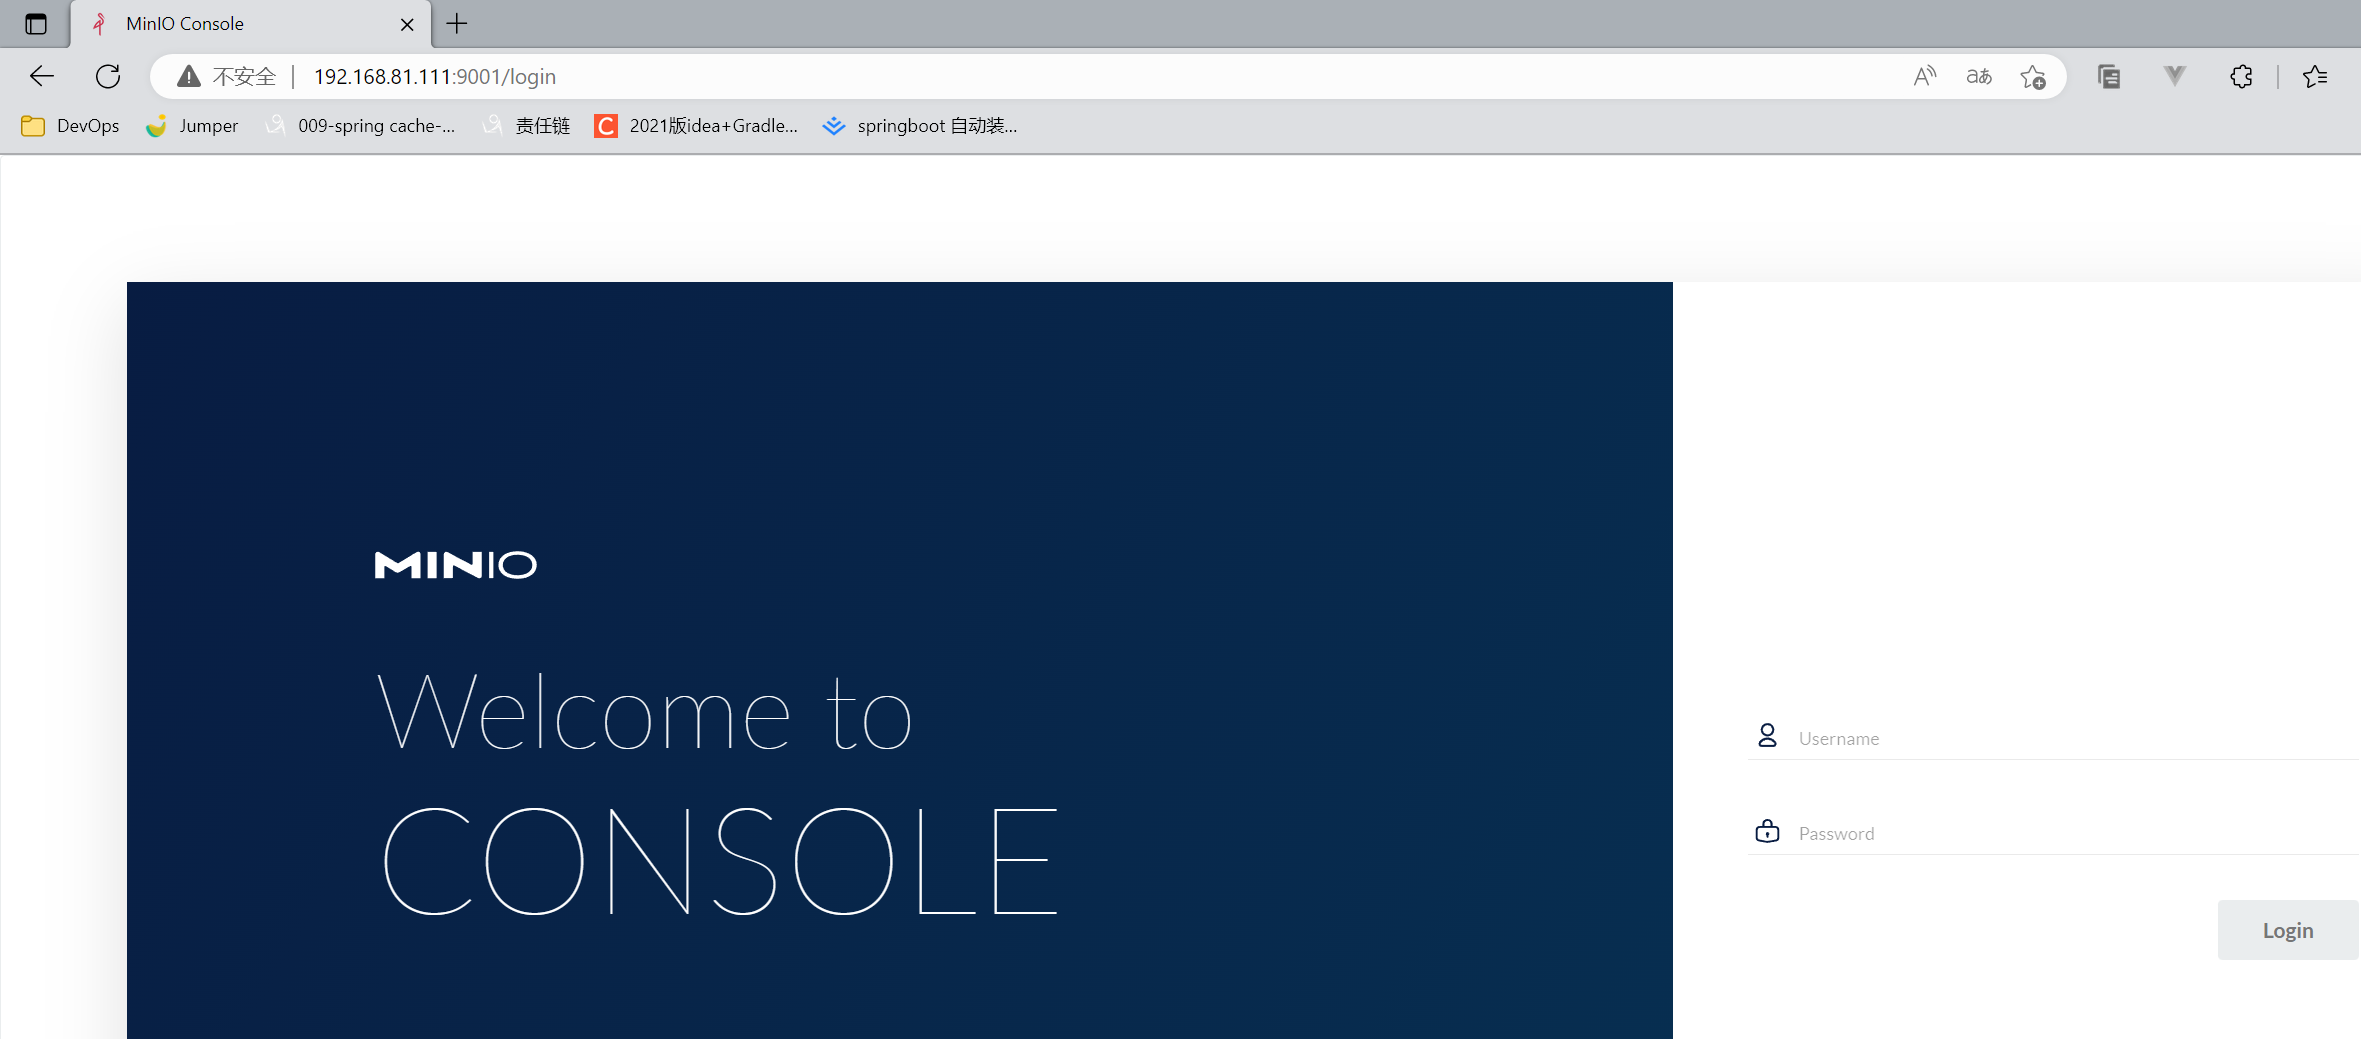 MinIO Console
不安全 192.168.81.111:9001/login
DevOps Jumper 009-spring cache-... 责任链 2021版idea+Gradle... springboot 自动装...
MINIO
Welcome to
CONSOLE
Username
Password
Login